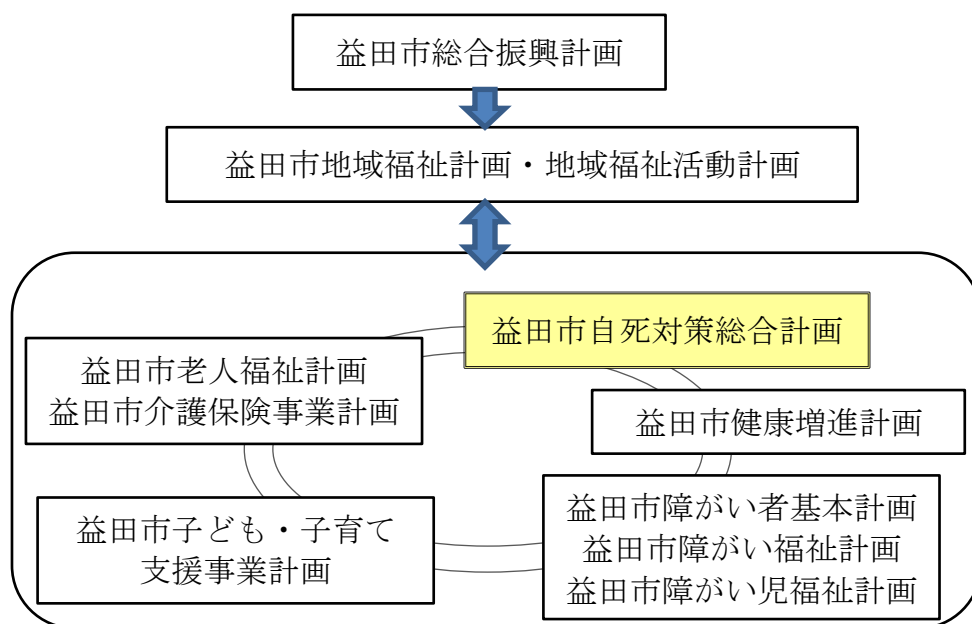 益田市総合振興計画
益田市地域福祉計画・地域福祉活動計画
益田市自死対策総合計画
益田市老人福祉計画
益田市介護保険事業計画
益田市健康増進計画
益田市子ども・子育て
支援事業計画
益田市障がい者基本計画
益田市障がい福祉計画
益田市障がい児福祉計画